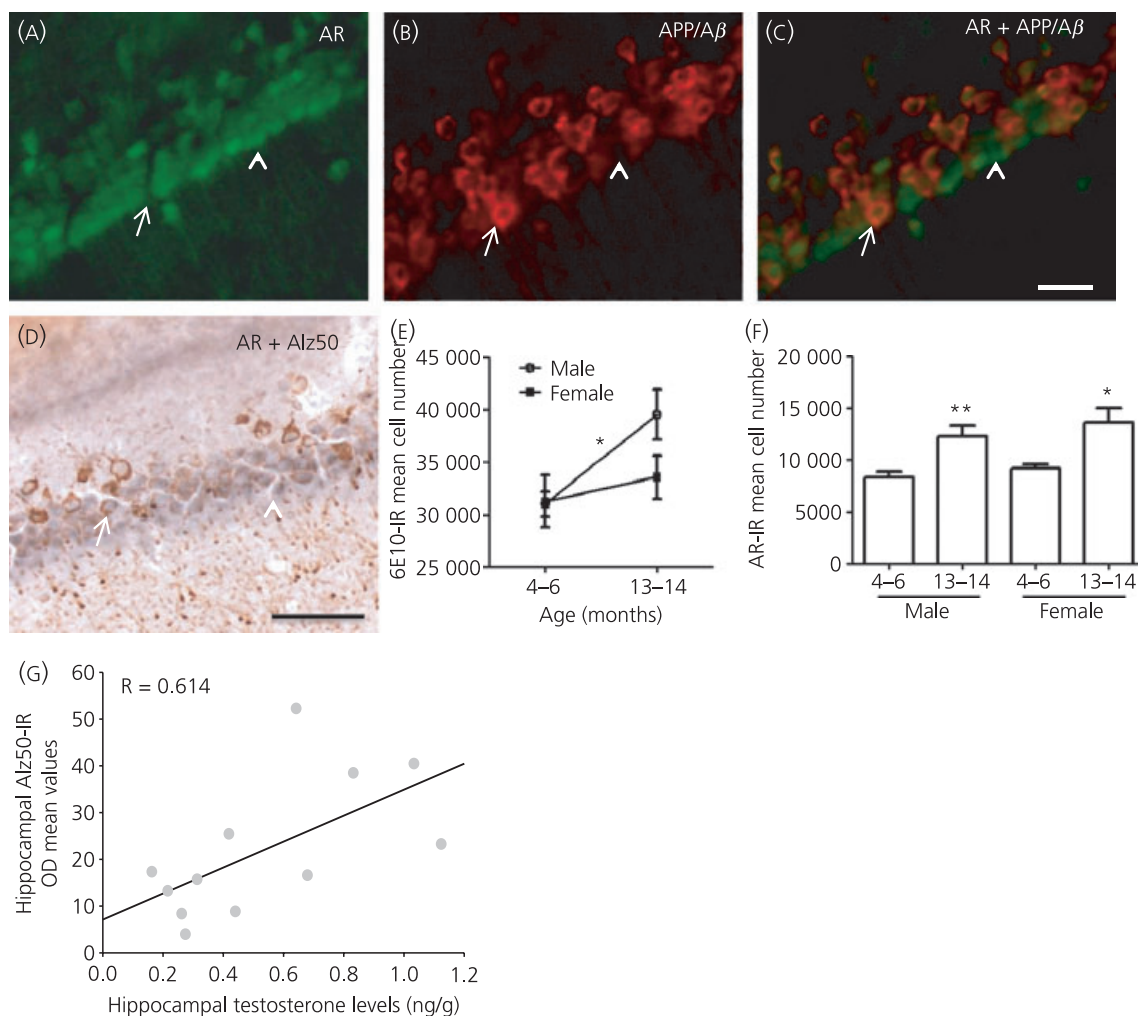 (A)
AR
(B)
APP/Aβ
(C)
AR + APP/Aβ
(D)
AR + Alz50
(E)
6E10-IR mean cell number
45 000
40 000
35 000
30 000
25 000
Male
Female
*
4–6
13–14
Age (months)
(F)
AR-IR mean cell number
20 000
15 000
10 000
5000
0
**
*
4–6
13–14
4–6
13–14
Male
Female
(G)
R = 0.614
Hippocampal Alz50-IR
OD mean values
60
50
40
30
20
10
0
0.0
0.2
0.4
0.6
0.8
1.0
1.2
Hippocampal testosterone levels (ng/g)